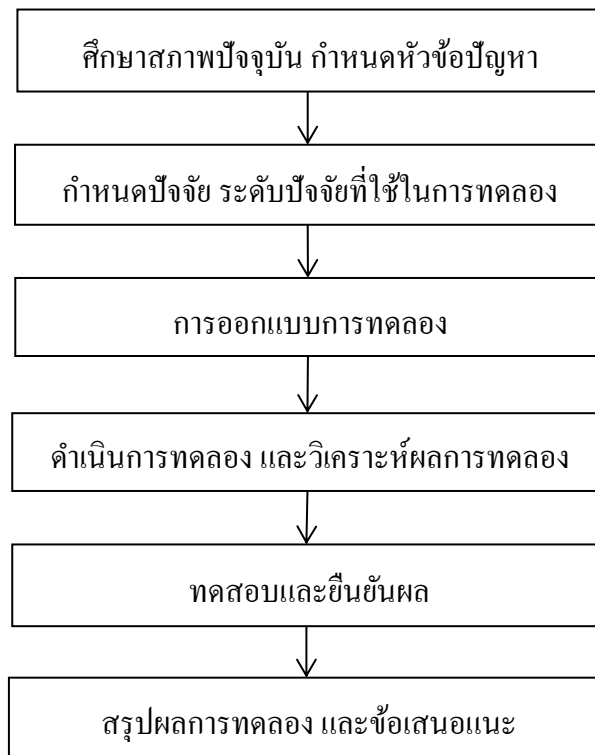 ศึกษาสภาพปัจจุบัน กำหนดหัวข้อปัญหา
กำหนดปัจจัย ระดับปัจจัยที่ใช้ในการทดลอง
การออกแบบการทดลอง
ดำเนินการทดลอง และวิเคราะห์ผลการทดลอง
ทดสอบและยืนยันผล
สรุปผลการทดลอง และข้อเสนอแนะ